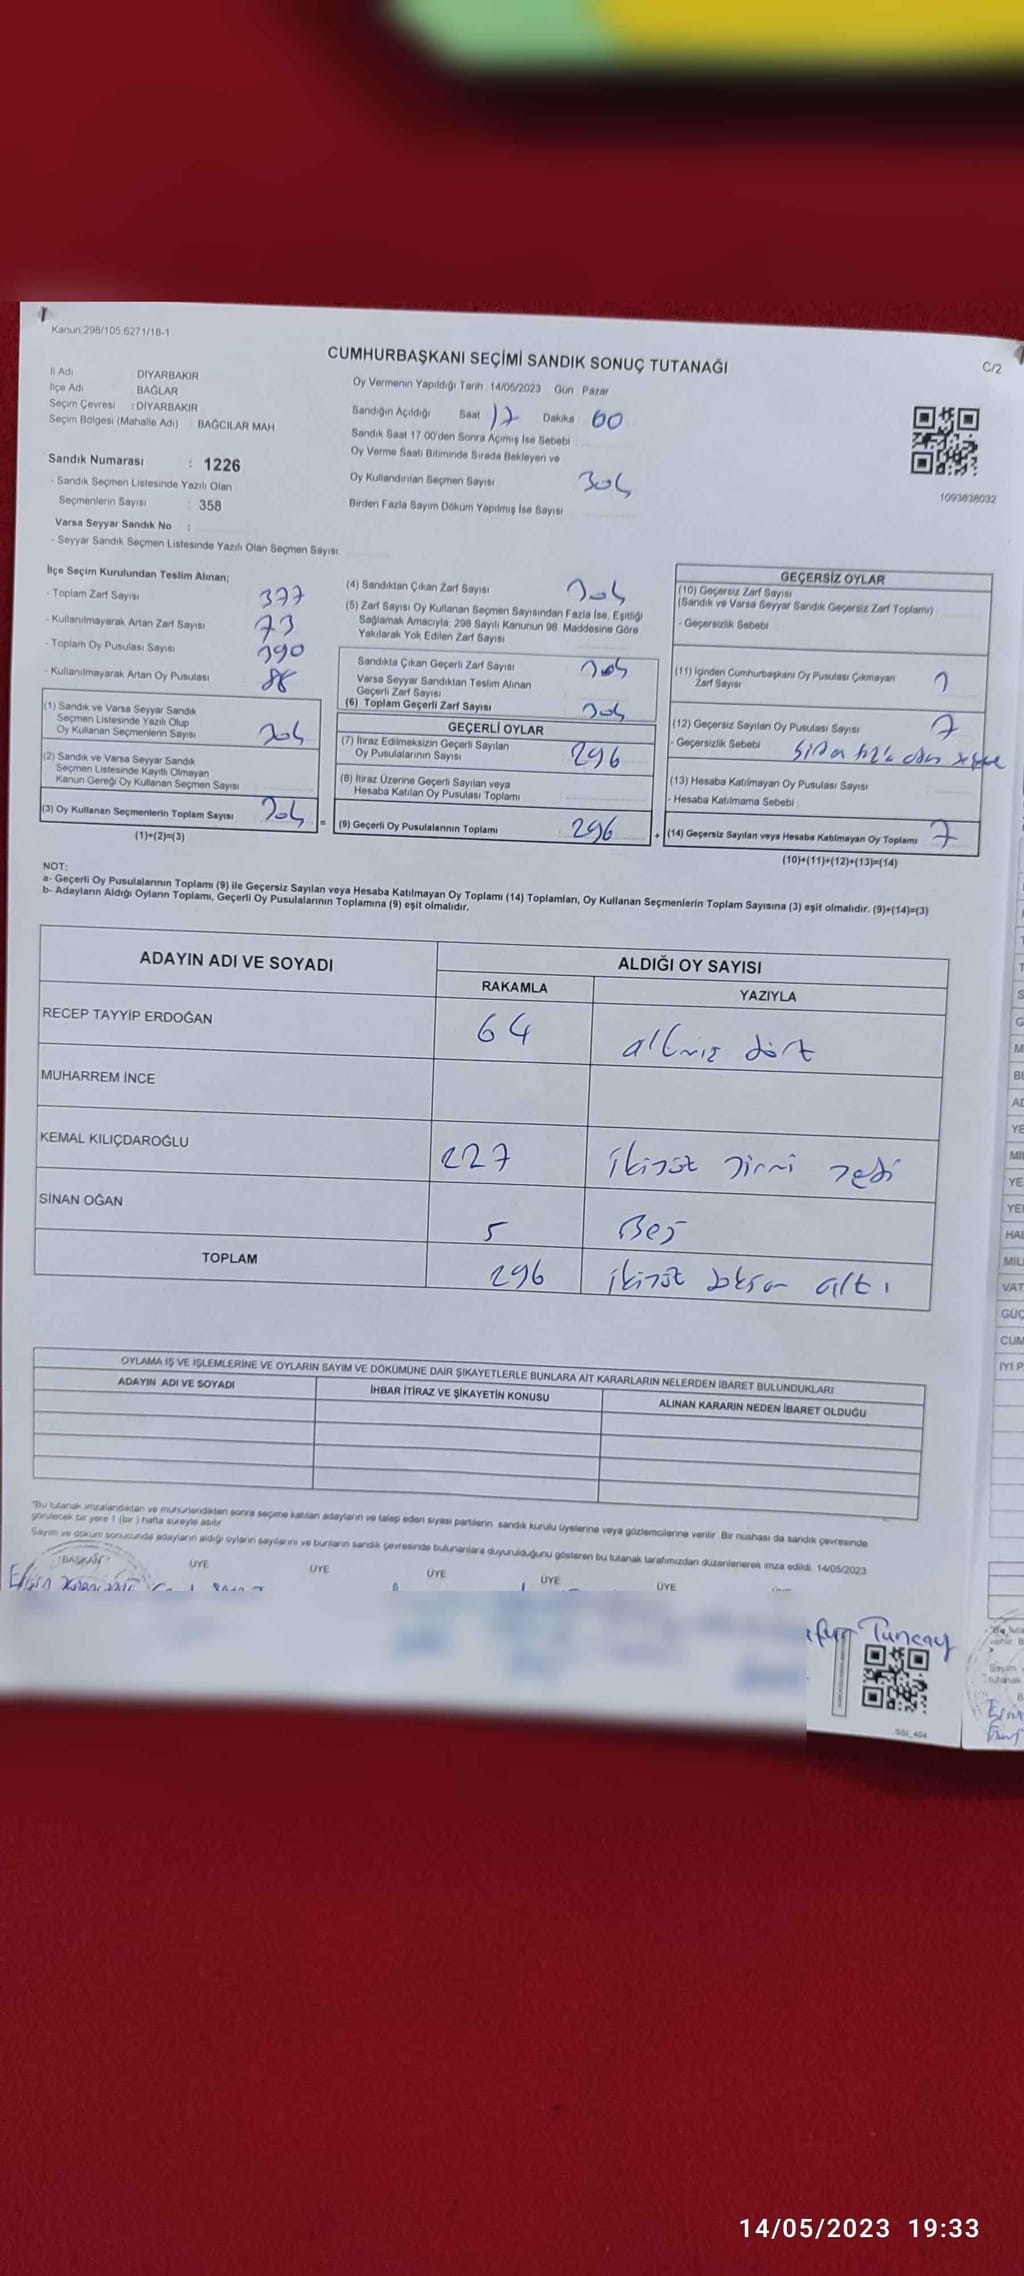 Kanun:298/105,6271/18-1
CUMHURBAŞKANI SEÇİMİ SANDIK SONUÇ TUTANAĞI
C/2
İl Adı DİYARBAKIR
İlçe Adı BAĞLAR
Seçim Çevresi : DİYARBAKIR
Seçim Bölgesi (Mahalle Adı) : BAĞCILAR MAH
Sandık Numarası : 1226
- Sandık Seçmen Listesinde Yazılı Olan
Seçmenlerin Sayısı : 358
Varsa Seyyar Sandık No :
- Seyyar Sandık Seçmen Listesinde Yazılı Olan Seçmen Sayısı
Oy Vermenin Yapıldığı Tarih : 14/05/2023 Gün : Pazar
Sandığın Açıldığı Saat 17 Dakika 00
Sandık Saat 17.00'den Sonra Açılmış İse Sebebi
Oy Verme Saati Bitiminde Sırada Bekleyen ve
Oy Kullandırılan Seçmen Sayısı 304
Birden Fazla Sayım Döküm Yapılmış İse Sayısı
1093838032
İlçe Seçim Kurulundan Teslim Alınan;
- Toplam Zarf Sayısı 377
- Kullanılmayarak Artan Zarf Sayısı 73
- Toplam Oy Pusulası Sayısı 390
- Kullanılmayarak Artan Oy Pusulası 86
(1) Sandık ve Varsa Seyyar Sandık
Seçmen Listesinde Yazılı Olup
Oy Kullanan Seçmenlerin Sayısı 304
(2) Sandık ve Varsa Seyyar Sandık
Seçmen Listesinde Kayıtlı Olmayan
Kanun Gereği Oy Kullanan Seçmen Sayısı
(3) Oy Kullanan Seçmenlerin Toplam Sayısı 304 =
(1)+(2)=(3)
(4) Sandıktan Çıkan Zarf Sayısı 304
(5) Zarf Sayısı Oy Kullanan Seçmen Sayısından Fazla İse, Eşitliği
Sağlamak Amacıyla, 298 Sayılı Kanunun 98. Maddesine Göre
Yakılarak Yok Edilen Zarf Sayısı
Sandıkta Çıkan Geçerli Zarf Sayısı 304
Varsa Seyyar Sandıktan Teslim Alınan
Geçerli Zarf Sayısı
(6) Toplam Geçerli Zarf Sayısı 304
GEÇERLİ OYLAR
(7) İtiraz Edilmeksizin Geçerli Sayılan
Oy Pusulalarının Sayısı 296
(8) İtiraz Üzerine Geçerli Sayılan veya
Hesaba Katılan Oy Pusulası Toplamı
(9) Geçerli Oy Pusulalarının Toplamı 296 +
GEÇERSİZ OYLAR
(10) Geçersiz Zarf Sayısı
(Sandık ve Varsa Seyyar Sandık Geçersiz Zarf Toplamı)
- Geçersizlik Sebebi
(11) İçinden Cumhurbaşkanı Oy Pusulası Çıkmayan
Zarf Sayısı 1
(12) Geçersiz Sayılan Oy Pusulası Sayısı 7
- Geçersizlik Sebebi
(13) Hesaba Katılmayan Oy Pusulası Sayısı
- Hesaba Katılmama Sebebi
(14) Geçersiz Sayılan veya Hesaba Katılmayan Oy Toplamı 7
(10)+(11)+(12)+(13)=(14)
NOT:
a- Geçerli Oy Pusulalarının Toplamı (9) ile Geçersiz Sayılan veya Hesaba Katılmayan Oy Toplamı (14) Toplamları, Oy Kullanan Seçmenlerin Toplam Sayısına (3) eşit olmalıdır. (9)+(14)=(3)
b- Adayların Aldığı Oyların Toplamı, Geçerli Oy Pusulalarının Toplamına (9) eşit olmalıdır.
ADAYIN ADI VE SOYADI ALDIĞI OY SAYISI
RAKAMLA YAZIYLA
RECEP TAYYİP ERDOĞAN 64 altmış dört
MUHARREM İNCE
KEMAL KILIÇDAROĞLU 227 ikiyüz yirmi yedi
SİNAN OĞAN 5 Beş
TOPLAM 296 ikiyüz doksan altı
OYLAMA İŞ VE İŞLEMLERİNE VE OYLARIN SAYIM VE DÖKÜMÜNE DAİR ŞİKAYETLERLE BUNLARA AİT KARARLARIN NELERDEN İBARET BULUNDUKLARI
ADAYIN ADI VE SOYADI İHBAR İTİRAZ VE ŞİKAYETİN KONUSU ALINAN KARARIN NEDEN İBARET OLDUĞU
"Bu tutanak imzalandıktan ve mühürlendikten sonra seçime katılan adayların ve talep eden siyasi partilerin sandık kurulu üyelerine veya gözlemcilerine verilir. Bir nüshası da sandık çevresinde
görülecek bir yere 1 (bir) hafta süreyle asılır.
Sayım ve döküm sonucunda adayların aldığı oyların sayılarını ve bunların sandık çevresinde bulunanlara duyurulduğunu gösteren bu tutanak tarafımızdan düzenlenerek imza edildi. 14/05/2023
BAŞKAN ÜYE ÜYE ÜYE ÜYE ÜYE
Tuncay
SSI_404
14/05/2023 19:33